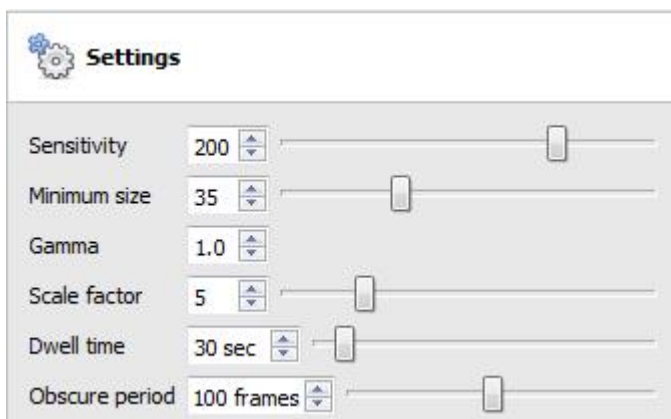 Settings
Sensitivity 200
Minimum size 35
Gamma 1.0
Scale factor 5
Dwell time 30 sec
Obscure period 100 frames